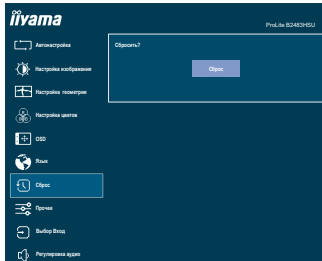 iiyama
ProLite B2483HSU
Автонастройка
Сбросить?
Настройка изображения
Сброс
Настройка геометрии
Настройка цветов
OSD
Язык
Сброс
Прочее
Выбор Вход
Регулировка аудио